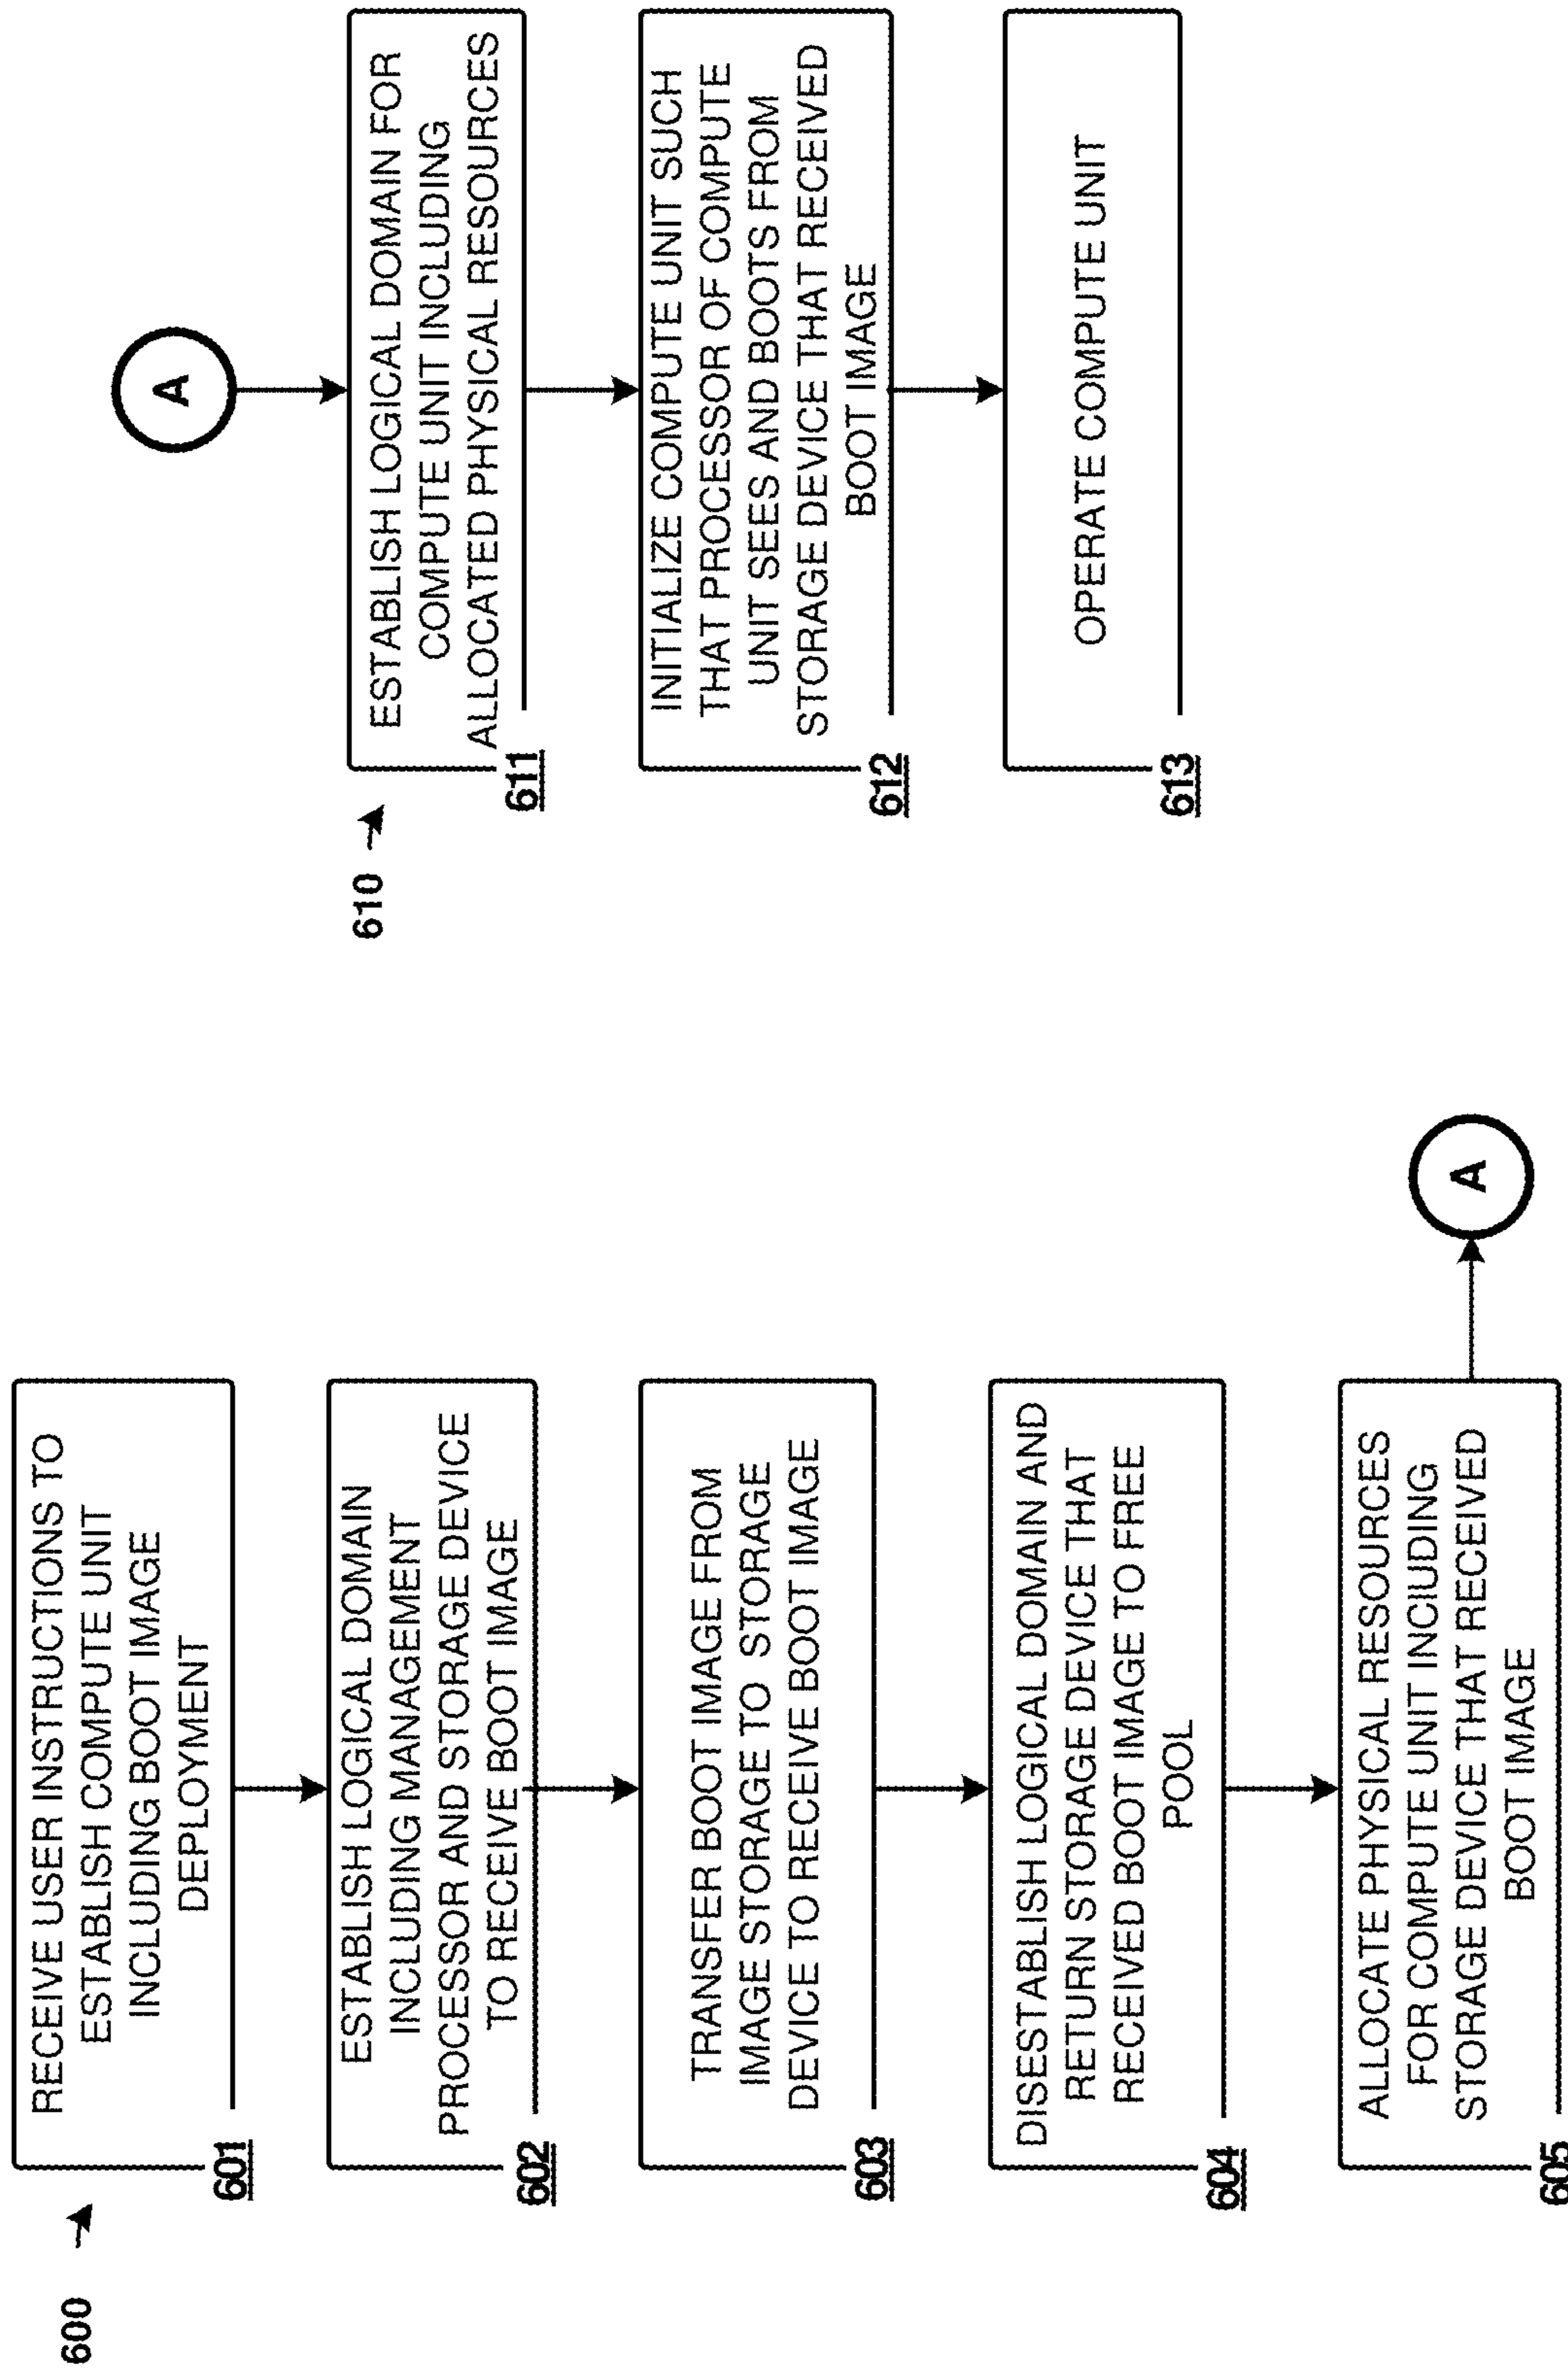 600
RECEIVE USER INSTRUCTIONS TO
ESTABLISH COMPUTE UNIT
INCLUDING BOOT IMAGE
DEPLOYMENT
601
ESTABLISH LOGICAL DOMAIN
INCLUDING MANAGEMENT
PROCESSOR AND STORAGE DEVICE
TO RECEIVE BOOT IMAGE
602
TRANSFER BOOT IMAGE FROM
IMAGE STORAGE TO STORAGE
DEVICE TO RECEIVE BOOT IMAGE
603
DISESTABLISH LOGICAL DOMAIN AND
RETURN STORAGE DEVICE THAT
RECEIVED BOOT IMAGE TO FREE
POOL
604
ALLOCATE PHYSICAL RESOURCES
FOR COMPUTE UNIT INCIUDING
STORAGE DEVICE THAT RECEIVED
BOOT IMAGE
605
A
A
610
ESTABLISH LOGICAL DOMAIN FOR
COMPUTE UNIT INCLUDING
ALLOCATED PHYSICAL RESOURCES
611
INITIALIZE COMPUTE UNIT SUCH
THAT PROCESSOR OF COMPUTE
UNIT SEES AND BOOTS FROM
STORAGE DEVICE THAT RECEIVED
BOOT IMAGE
612
OPERATE COMPUTE UNIT
613